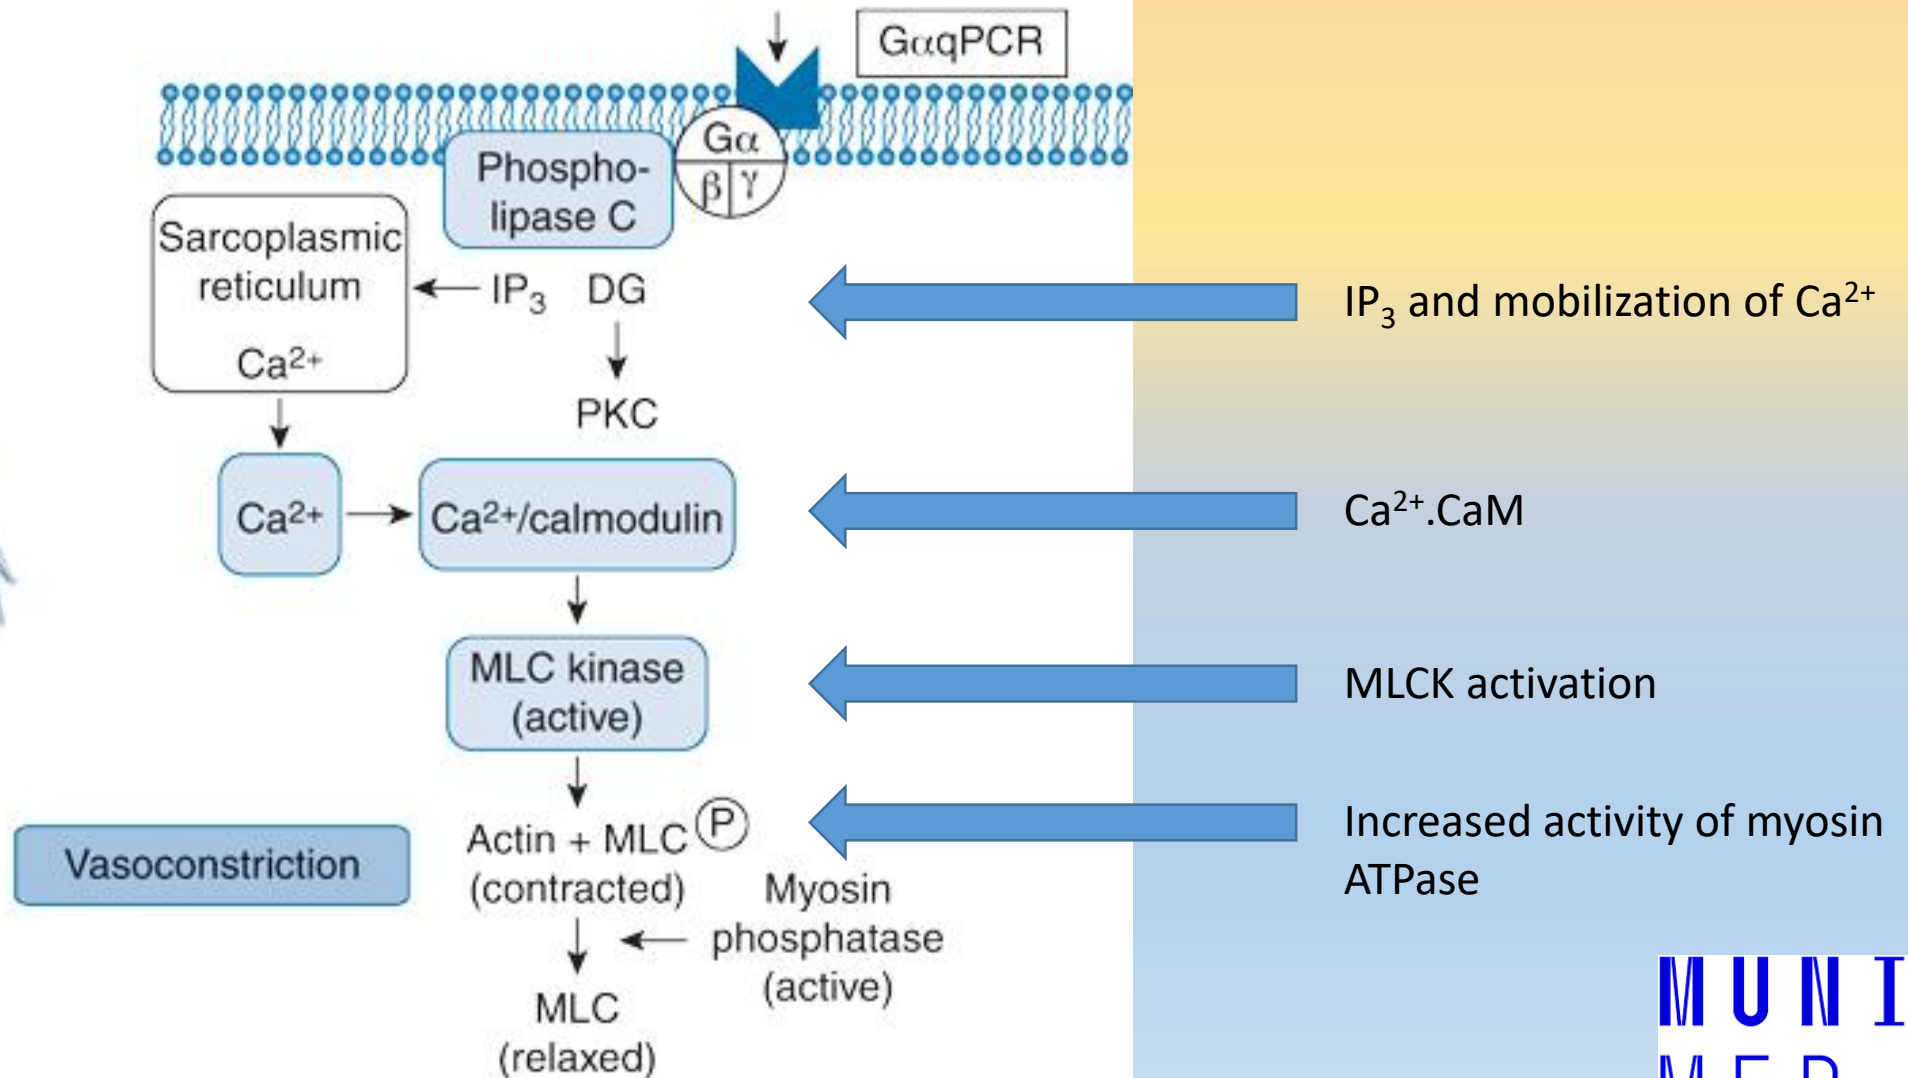 GαqPCR
Gα
β γ
Phospho-
lipase C
Sarcoplasmic
reticulum
Ca²⁺
IP₃ DG
IP₃ and mobilization of Ca²⁺
PKC
Ca²⁺
Ca²⁺/calmodulin
Ca²⁺.CaM
MLC kinase
(active)
MLCK activation
Actin + MLC P
(contracted)
Increased activity of myosin
ATPase
Vasoconstriction
Myosin
phosphatase
(active)
MLC
(relaxed)
MUNI
MED